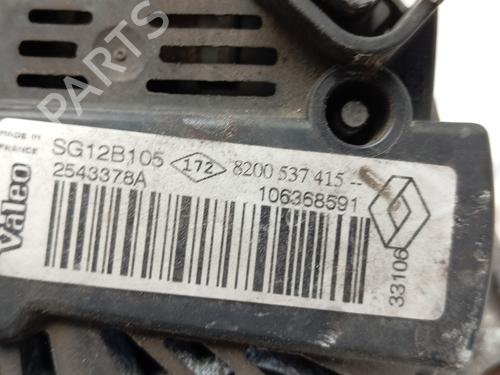 MADE IN
FRANCE
Valeo
SG12B105
2543378A
172
8200 537 415 --
106368591
33106
PARTS